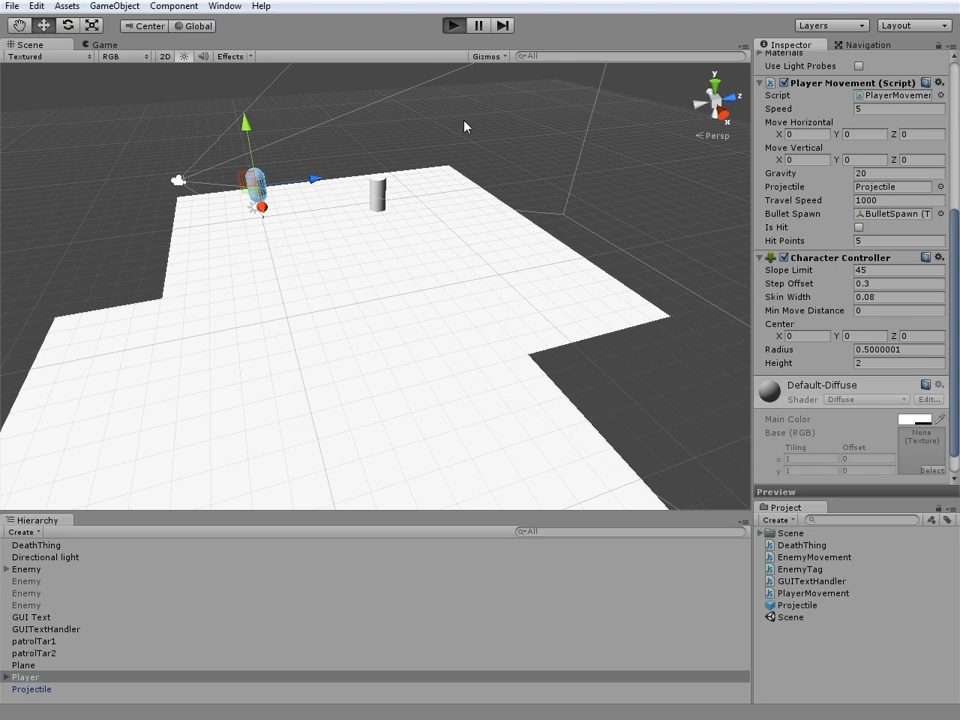 File Edit Assets GameObject Component Window Help
Center Global Layers Layout
Scene Game Inspector Navigation
Textured RGB 2D Effects Gizmos All
Materials
Use Light Probes
Player Movement (Script)
Script PlayerMovemer
Speed 5
Move Horizontal
X 0 Y 0 Z 0
Move Vertical
X 0 Y 0 Z 0
Gravity 20
Projectile Projectile
Travel Speed 1000
Bullet Spawn BulletSpawn (T
Is Hit
Hit Points 5
Character Controller
Slope Limit 45
Step Offset 0.3
Skin Width 0.08
Min Move Distance 0
Center
X 0 Y 0 Z 0
Radius 0.5000001
Height 2
Default-Diffuse
Shader Diffuse Edit...
Main Color
Base (RGB) None (Texture)
Tiling Offset
x 1 0
y 1 0 Select
Preview
y
z
x
Persp
Hierarchy
Create All
DeathThing
Directional light
Enemy
Enemy
Enemy
Enemy
GUI Text
GUITextHandler
patrolTar1
patrolTar2
Plane
Player
Projectile
Project
Create
Scene
DeathThing
EnemyMovement
EnemyTag
GUITextHandler
PlayerMovement
Projectile
Scene